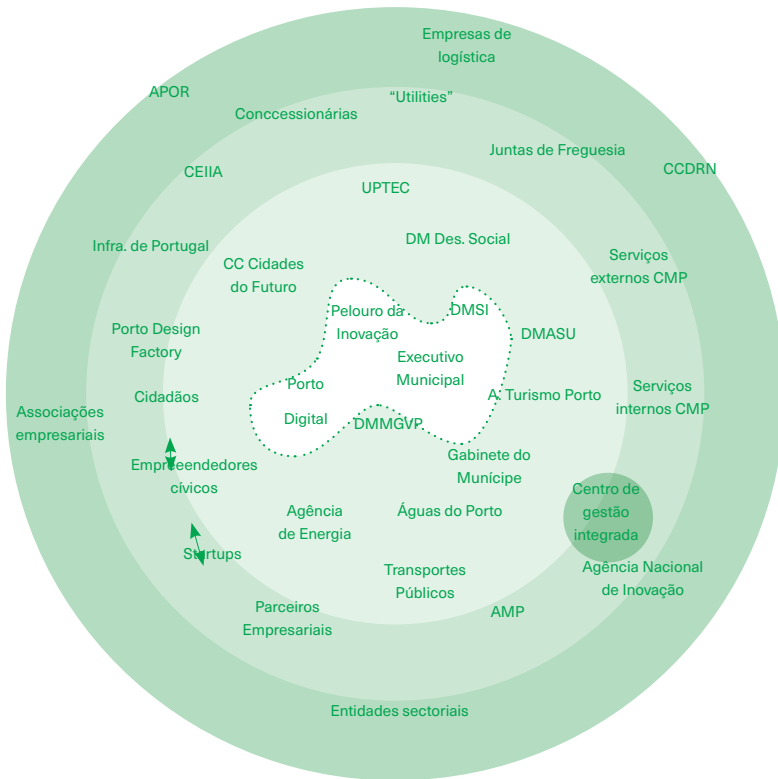 Empresas de
logística
APOR
“Utilities”
Conccessionárias
Juntas de Freguesia
CEIIA
CCDRN
UPTEC
Infra. de Portugal
DM Des. Social
CC Cidades
do Futuro
Serviços
externos CMP
Pelouro da
Inovação
DMSI
Porto Design
Factory
DMASU
Executivo
Municipal
Porto
Digital
Cidadãos
A. Turismo Porto
Serviços
internos CMP
Associações
empresariais
DMMGVP
Gabinete do
Munícipe
Empreeendedores
cívicos
Centro de
gestão
integrada
Agência
de Energia
Águas do Porto
Startups
Transportes
Públicos
Agência Nacional
de Inovação
Parceiros
Empresariais
AMP
Entidades sectoriais